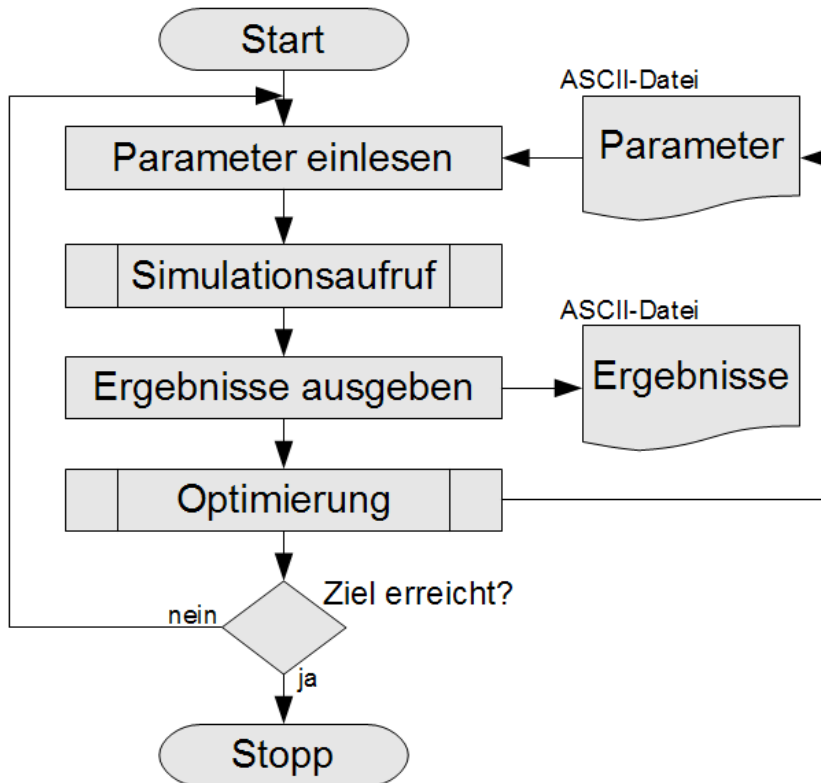 Start
ASCII-Datei
Parameter einlesen
Parameter
Simulationsaufruf
ASCII-Datei
Ergebnisse ausgeben
Ergebnisse
Optimierung
Ziel erreicht?
nein
ja
Stopp